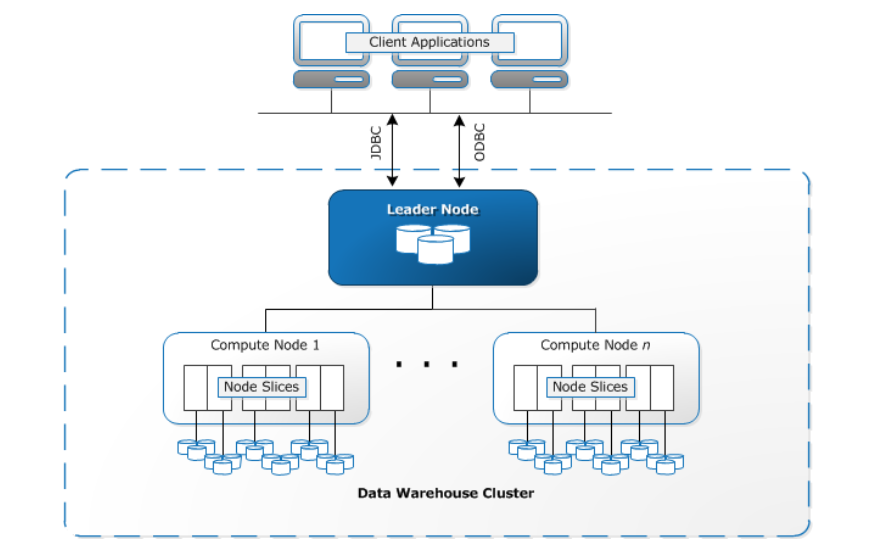 Client Applications
JDBC
ODBC
Leader Node
Compute Node 1
. . .
Compute Node n
Node Slices
Node Slices
Data Warehouse Cluster